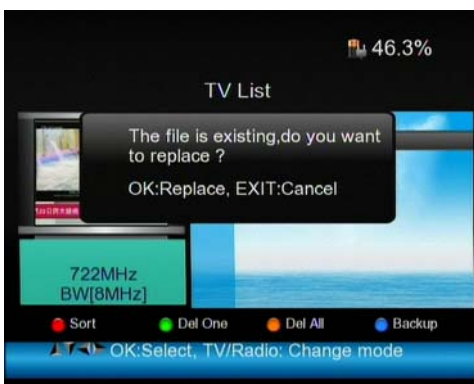 46.3%
TV List
The file is existing,do you want
to replace ?
OK:Replace, EXIT:Cancel
722MHz
BW[8MHz]
Sort Del One Del All Backup
OK:Select, TV/Radio: Change mode